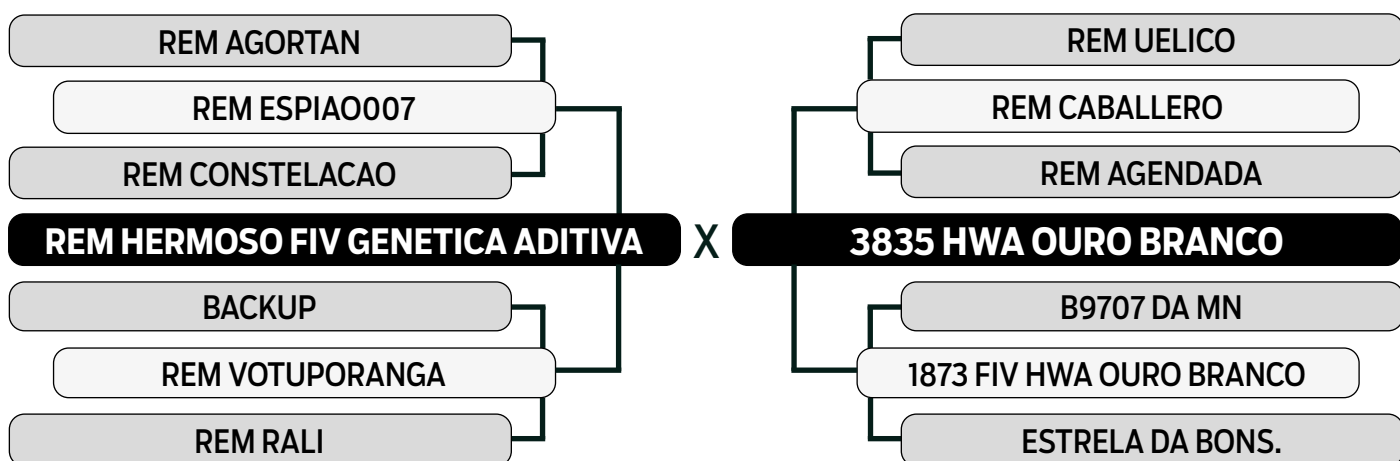 REM AGORTAN
REM ESPIAO007
REM CONSTELACAO
REM HERMOSO FIV GENETICA ADITIVA
BACKUP
REM VOTUPORANGA
REM RALI
X
REM UELICO
REM CABALLERO
REM AGENDADA
3835 HWA OURO BRANCO
B9707 DA MN
1873 FIV HWA OURO BRANCO
ESTRELA DA BONS.